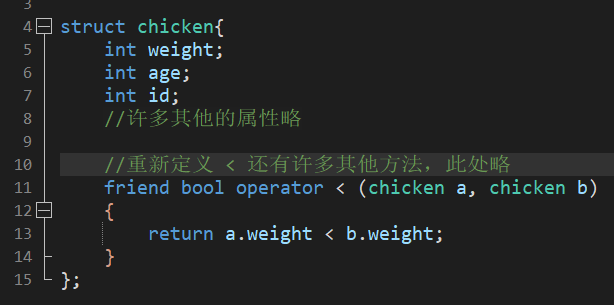 3
4 struct chicken{
5 int weight;
6 int age;
7 int id;
8 //许多其他的属性略
9
10 //重新定义 < 还有许多其他方法，此处略
11 friend bool operator < (chicken a, chicken b)
12 {
13 return a.weight < b.weight;
14 }
15 };